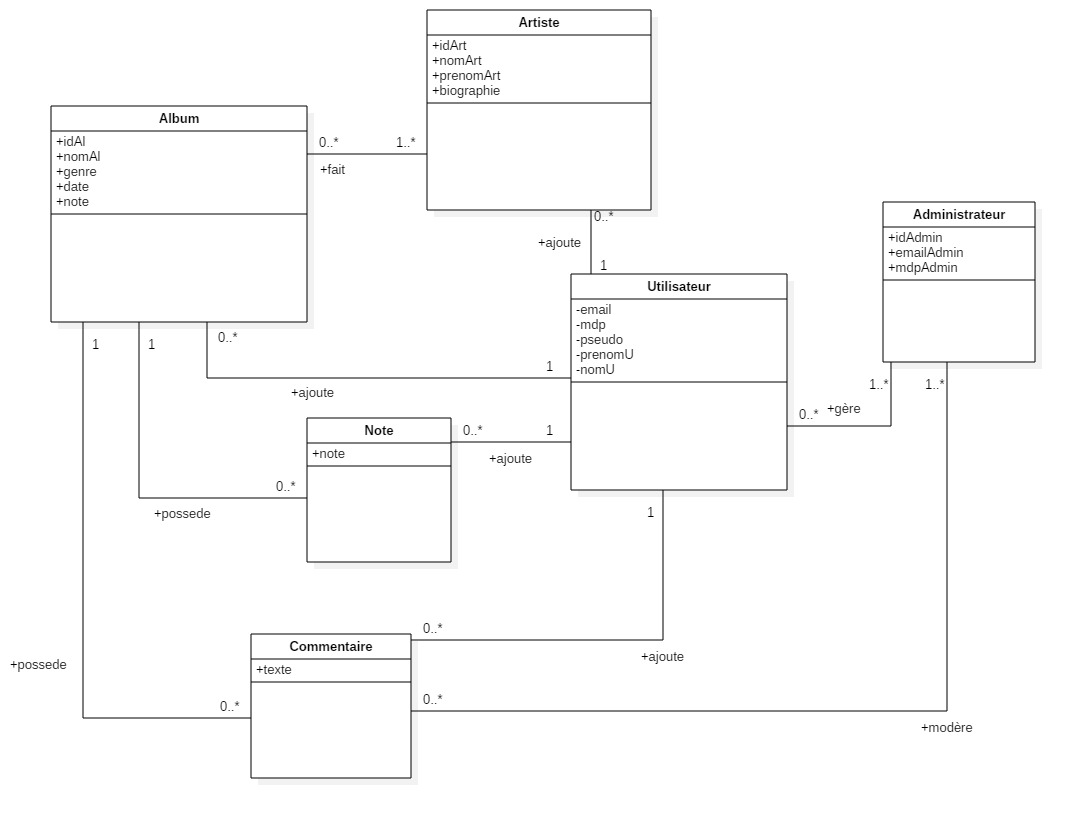 Artiste
+idArt
+nomArt
+prenomArt
+biographie
Album
+idAl
+nomAl
+genre
+date
+note
0..*
1..*
+fait
0..*
+ajoute
1
Administrateur
+idAdmin
+emailAdmin
+mdpAdmin
Utilisateur
-email
-mdp
-pseudo
-prenomU
-nomU
1
1
0..*
1
+ajoute
1..*
1..*
0..*
+gère
Note
+note
0..*
1
+ajoute
0..*
+possede
1
0..*
+ajoute
Commentaire
+texte
+possede
0..*
0..*
+modère